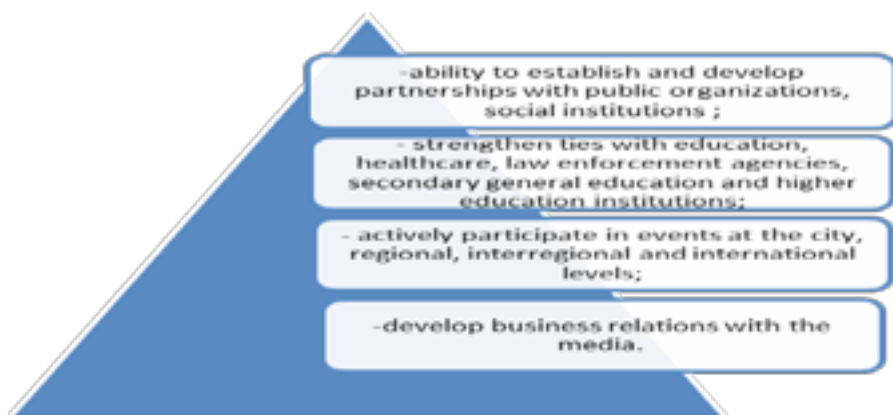 -ability to establish and develop
partnerships with public organizations,
social institutions ;
- strengthen ties with education,
healthcare, law enforcement agencies,
secondary general education and higher
education institutions;
- actively participate in events at the city,
regional, interregional and international
levels;
-develop business relations with the
media.